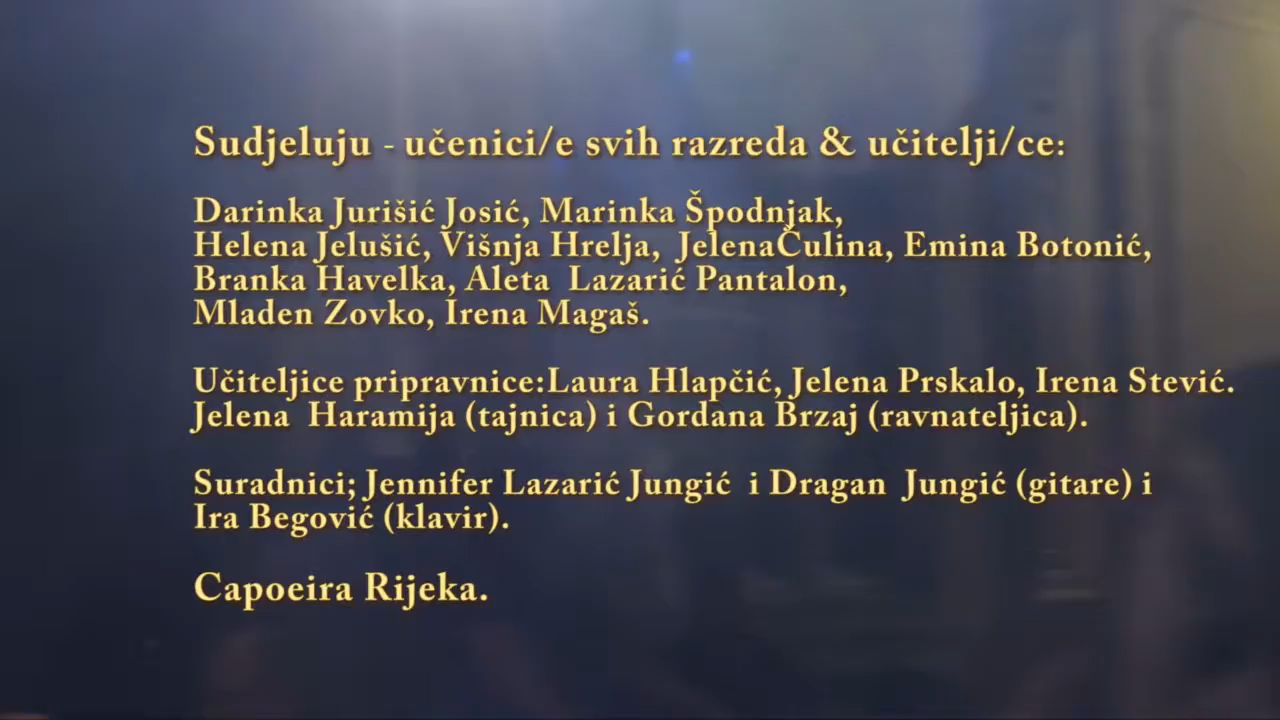 Sudjeluju - učenici/e svih razreda & učitelji/ce:
Darinka Jurišić Josić, Marinka Špodnjak,
Helena Jelušić, Višnja Hrelja,  JelenaČulina, Emina Botonić,
Branka Havelka, Aleta  Lazarić Pantalon,
Mladen Zovko, Irena Magaš.
Učiteljice pripravnice:Laura Hlapčić, Jelena Prskalo, Irena Stević.
Jelena  Haramija (tajnica) i Gordana Brzaj (ravnateljica).
Suradnici; Jennifer Lazarić Jungić  i Dragan  Jungić (gitare) i
Ira Begović (klavir).
Capoeira Rijeka.